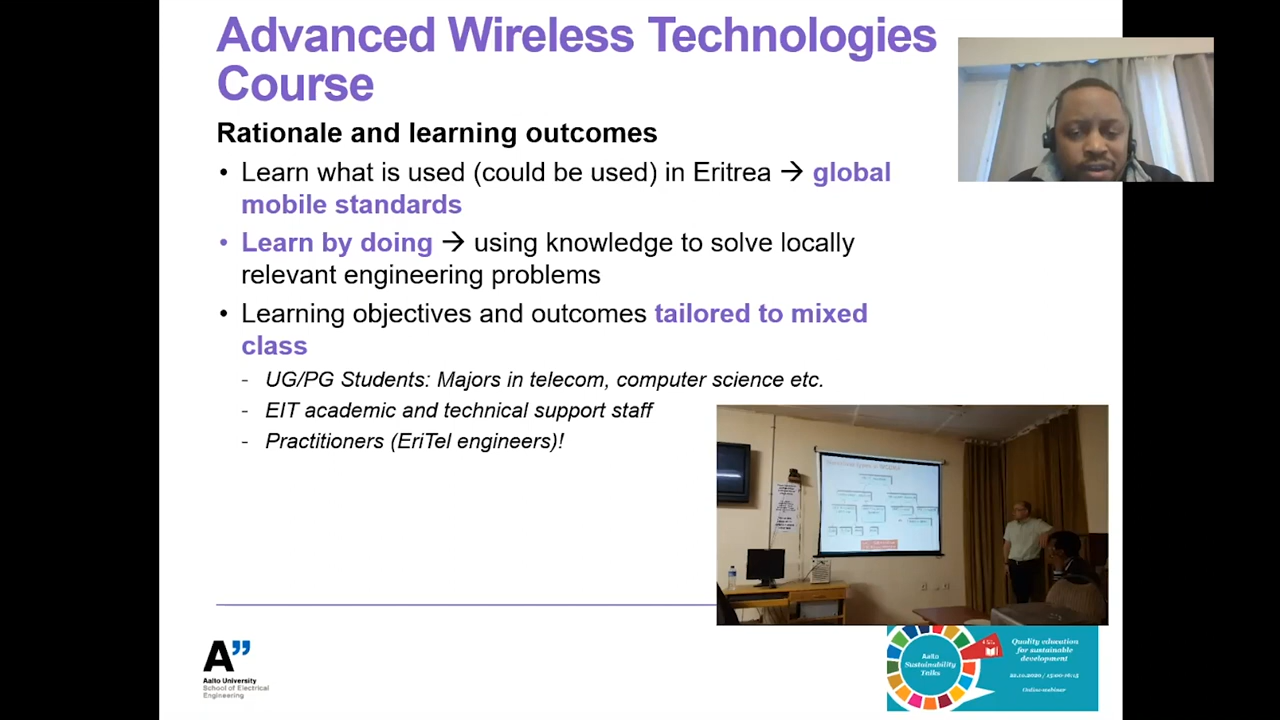 Advanced Wireless Technologies
Course
Rationale and learning outcomes
• Learn what is used (could be used) in Eritrea → global
mobile standards
• Learn by doing → using knowledge to solve locally
relevant engineering problems
• Learning objectives and outcomes tailored to mixed
class
- UG/PG Students: Majors in telecom, computer science etc.
- EIT academic and technical support staff
- Practitioners (EriTel engineers)!
A”
Aalto University
School of Electrical
Engineering
Aalto
Sustainability
Talks
Quality education
for sustainable
development
22.10.2020 / 15:00-16:15
Online-webinar